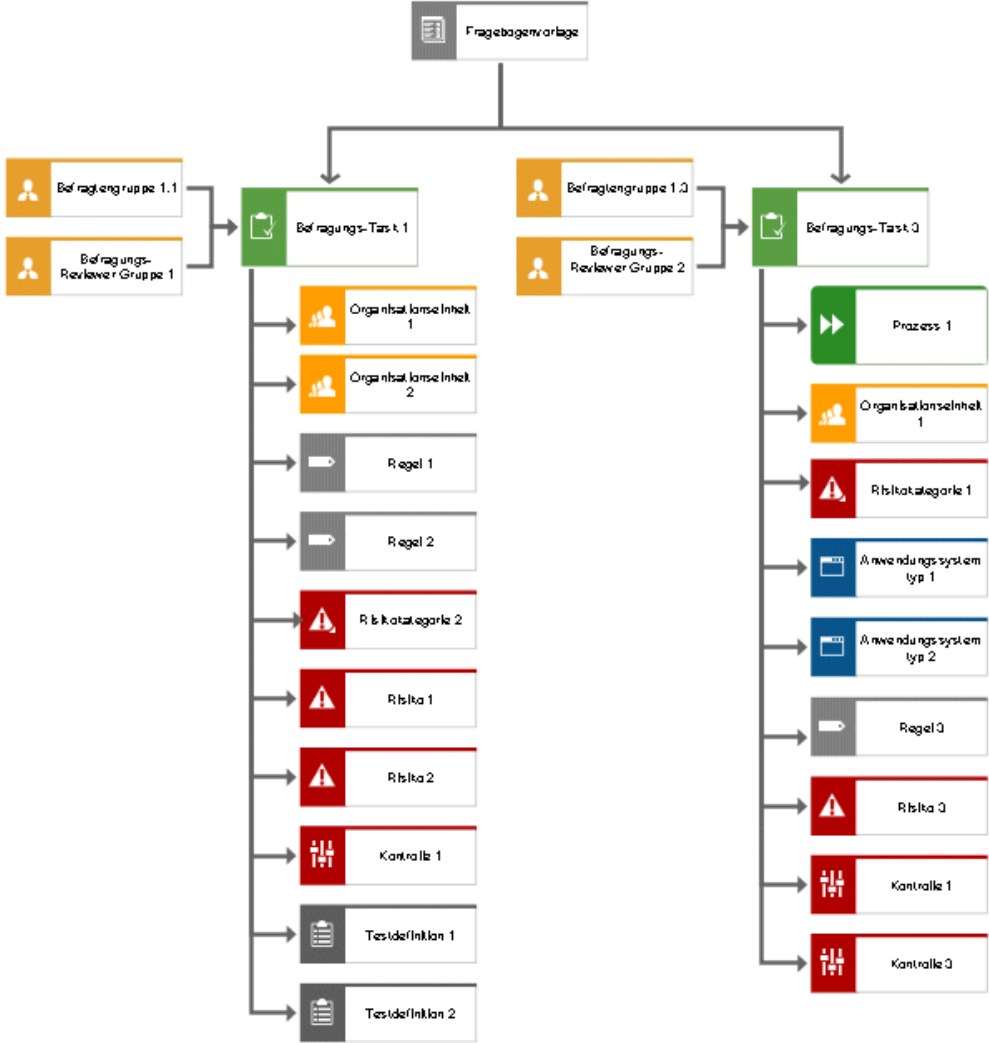 Fragebogenvorlage
Befragtengruppe 1.1
Befragungs-
Reviewer Gruppe 1
Befragungs-Task 1
Organisationseinheit
1
Organisationseinheit
2
Regel 1
Regel 2
Risikokategorie 2
Risiko 1
Risiko 2
Kontrolle 1
Testdefinition 1
Testdefinition 2
Befragtengruppe 1.3
Befragungs-
Reviewer Gruppe 2
Befragungs-Task 3
Prozess 1
Organisationseinheit
1
Risikokategorie 1
Anwendungssystem
typ 1
Anwendungssystem
typ 2
Regel 3
Risiko 3
Kontrolle 1
Kontrolle 3